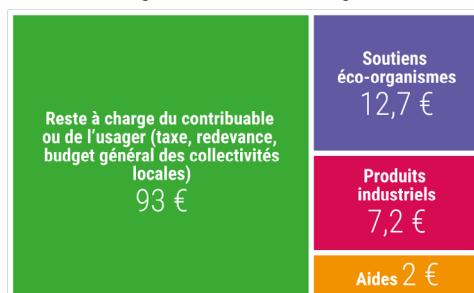 Reste à charge du contribuable
ou de l'usager (taxe, redevance,
budget général des collectivités
locales)
93 €
Soutiens
éco-organismes
12,7 €
Produits
industriels
7,2 €
Aides 2 €